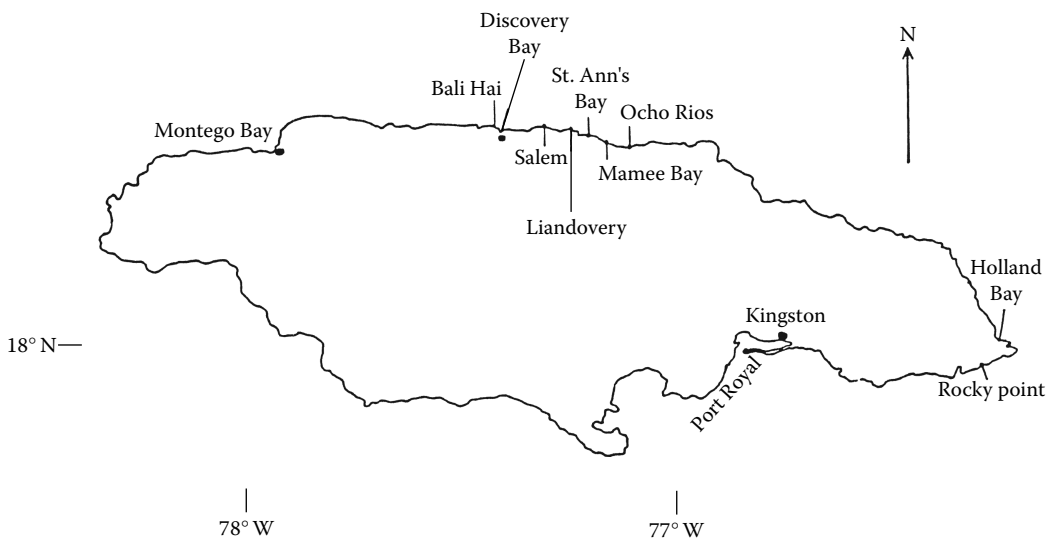 Discovery
Bay
N
St. Ann's
Bay
Bali Hai
Ocho Rios
Montego Bay
Salem
Mamee Bay
Liandovery
Holland
Bay
Kingston
18° N
Port Royal
Rocky point
78° W
77° W